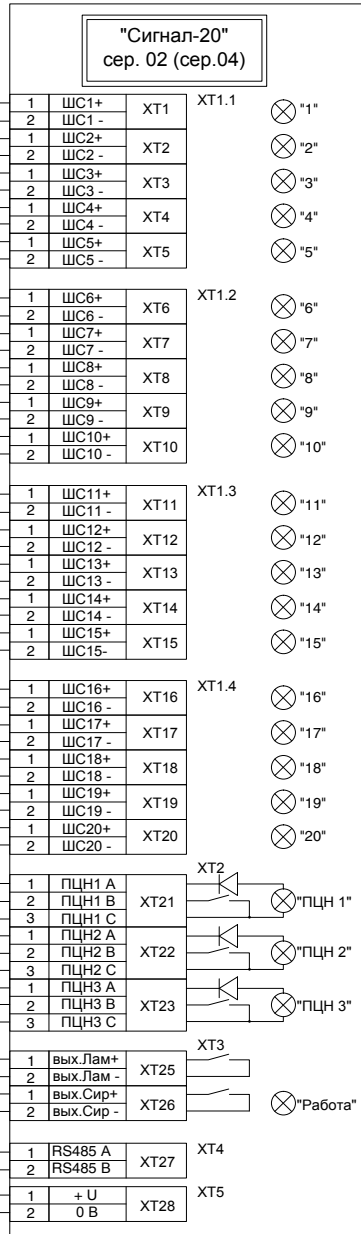 "Сигнал-20"
сер. 02 (сер.04)
1 ШС1+ XT1 XT1.1 "1"
2 ШС1 -
1 ШС2+ XT2 "2"
2 ШС2 -
1 ШС3+ XT3 "3"
2 ШС3 -
1 ШС4+ XT4 "4"
2 ШС4 -
1 ШС5+ XT5 "5"
2 ШС5 -
1 ШС6+ XT6 XT1.2 "6"
2 ШС6 -
1 ШС7+ XT7 "7"
2 ШС7 -
1 ШС8+ XT8 "8"
2 ШС8 -
1 ШС9+ XT9 "9"
2 ШС9 -
1 ШС10+ XT10 "10"
2 ШС10 -
1 ШС11+ XT11 XT1.3 "11"
2 ШС11 -
1 ШС12+ XT12 "12"
2 ШС12 -
1 ШС13+ XT13 "13"
2 ШС13 -
1 ШС14+ XT14 "14"
2 ШС14 -
1 ШС15+ XT15 "15"
2 ШС15-
1 ШС16+ XT16 XT1.4 "16"
2 ШС16 -
1 ШС17+ XT17 "17"
2 ШС17 -
1 ШС18+ XT18 "18"
2 ШС18 -
1 ШС19+ XT19 "19"
2 ШС19 -
1 ШС20+ XT20 "20"
2 ШС20 -
XT2
1 ПЦН1 А
2 ПЦН1 В XT21 "ПЦН 1"
3 ПЦН1 С
1 ПЦН2 А
2 ПЦН2 В XT22 "ПЦН 2"
3 ПЦН2 С
1 ПЦН3 А
2 ПЦН3 В XT23 "ПЦН 3"
3 ПЦН3 С
XT3
1 вых.Лам+ XT25
2 вых.Лам -
1 вых.Сир+ XT26 "Работа"
2 вых.Сир -
1 RS485 A XT27 XT4
2 RS485 B
1 + U XT28 XT5
2 0 В